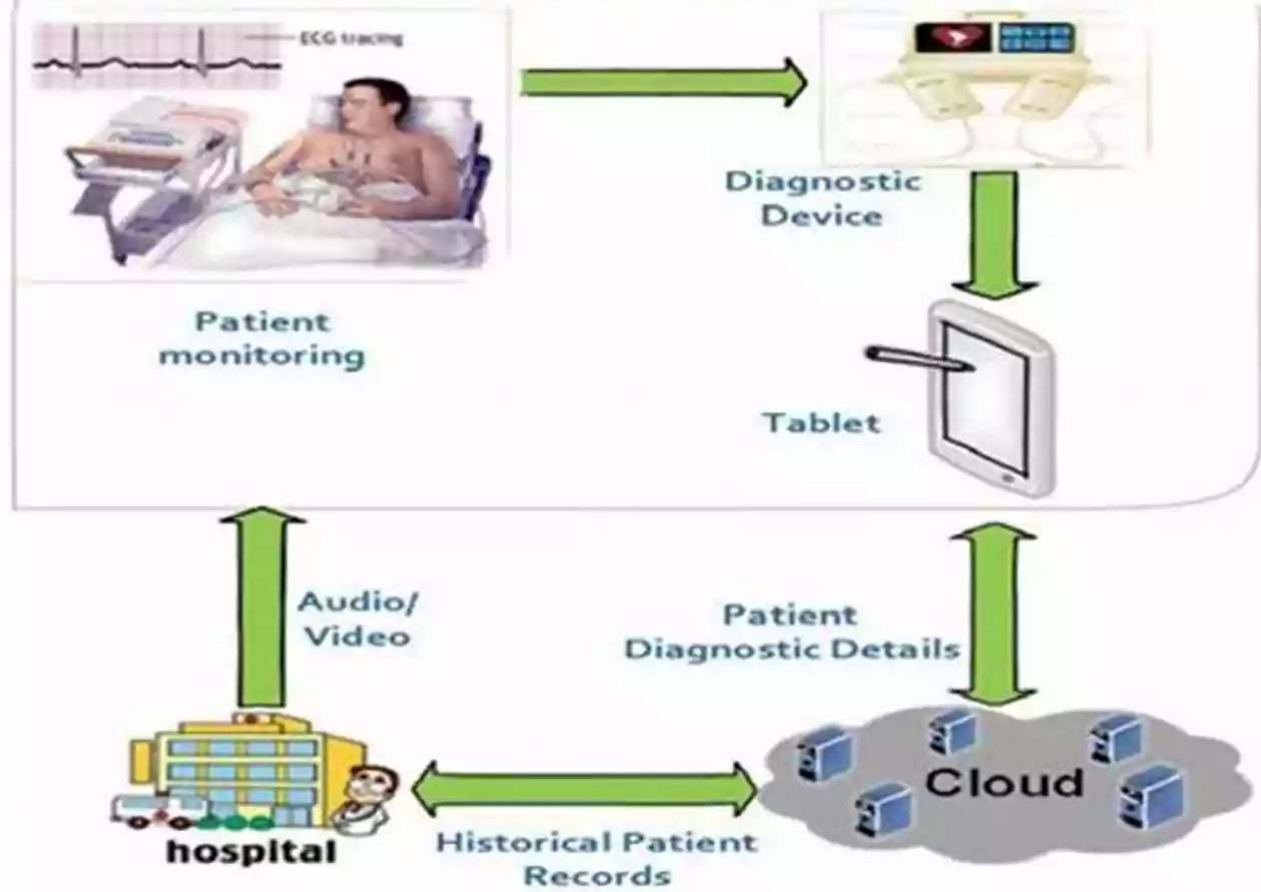 ECG tracing
Diagnostic
Device
Patient
monitoring
Tablet
Audio/
Video
Patient
Diagnostic Details
Cloud
hospital
Historical Patient
Records